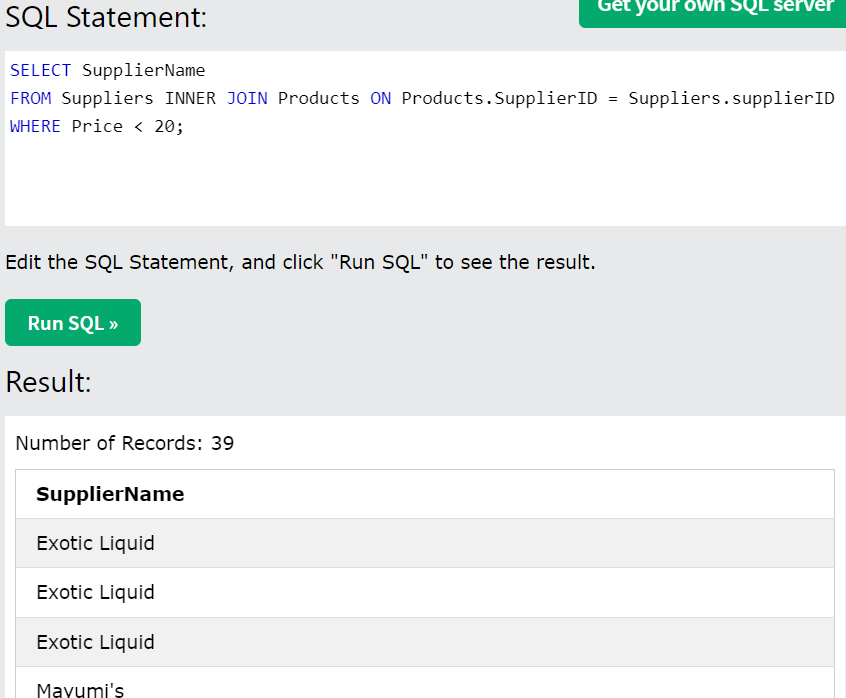 SQL Statement:
Get your own SQL server
SELECT SupplierName
FROM Suppliers INNER JOIN Products ON Products.SupplierID = Suppliers.supplierID
WHERE Price < 20;
Edit the SQL Statement, and click "Run SQL" to see the result.
Run SQL »
Result:
Number of Records: 39
SupplierName
Exotic Liquid
Exotic Liquid
Exotic Liquid
Mayumi's